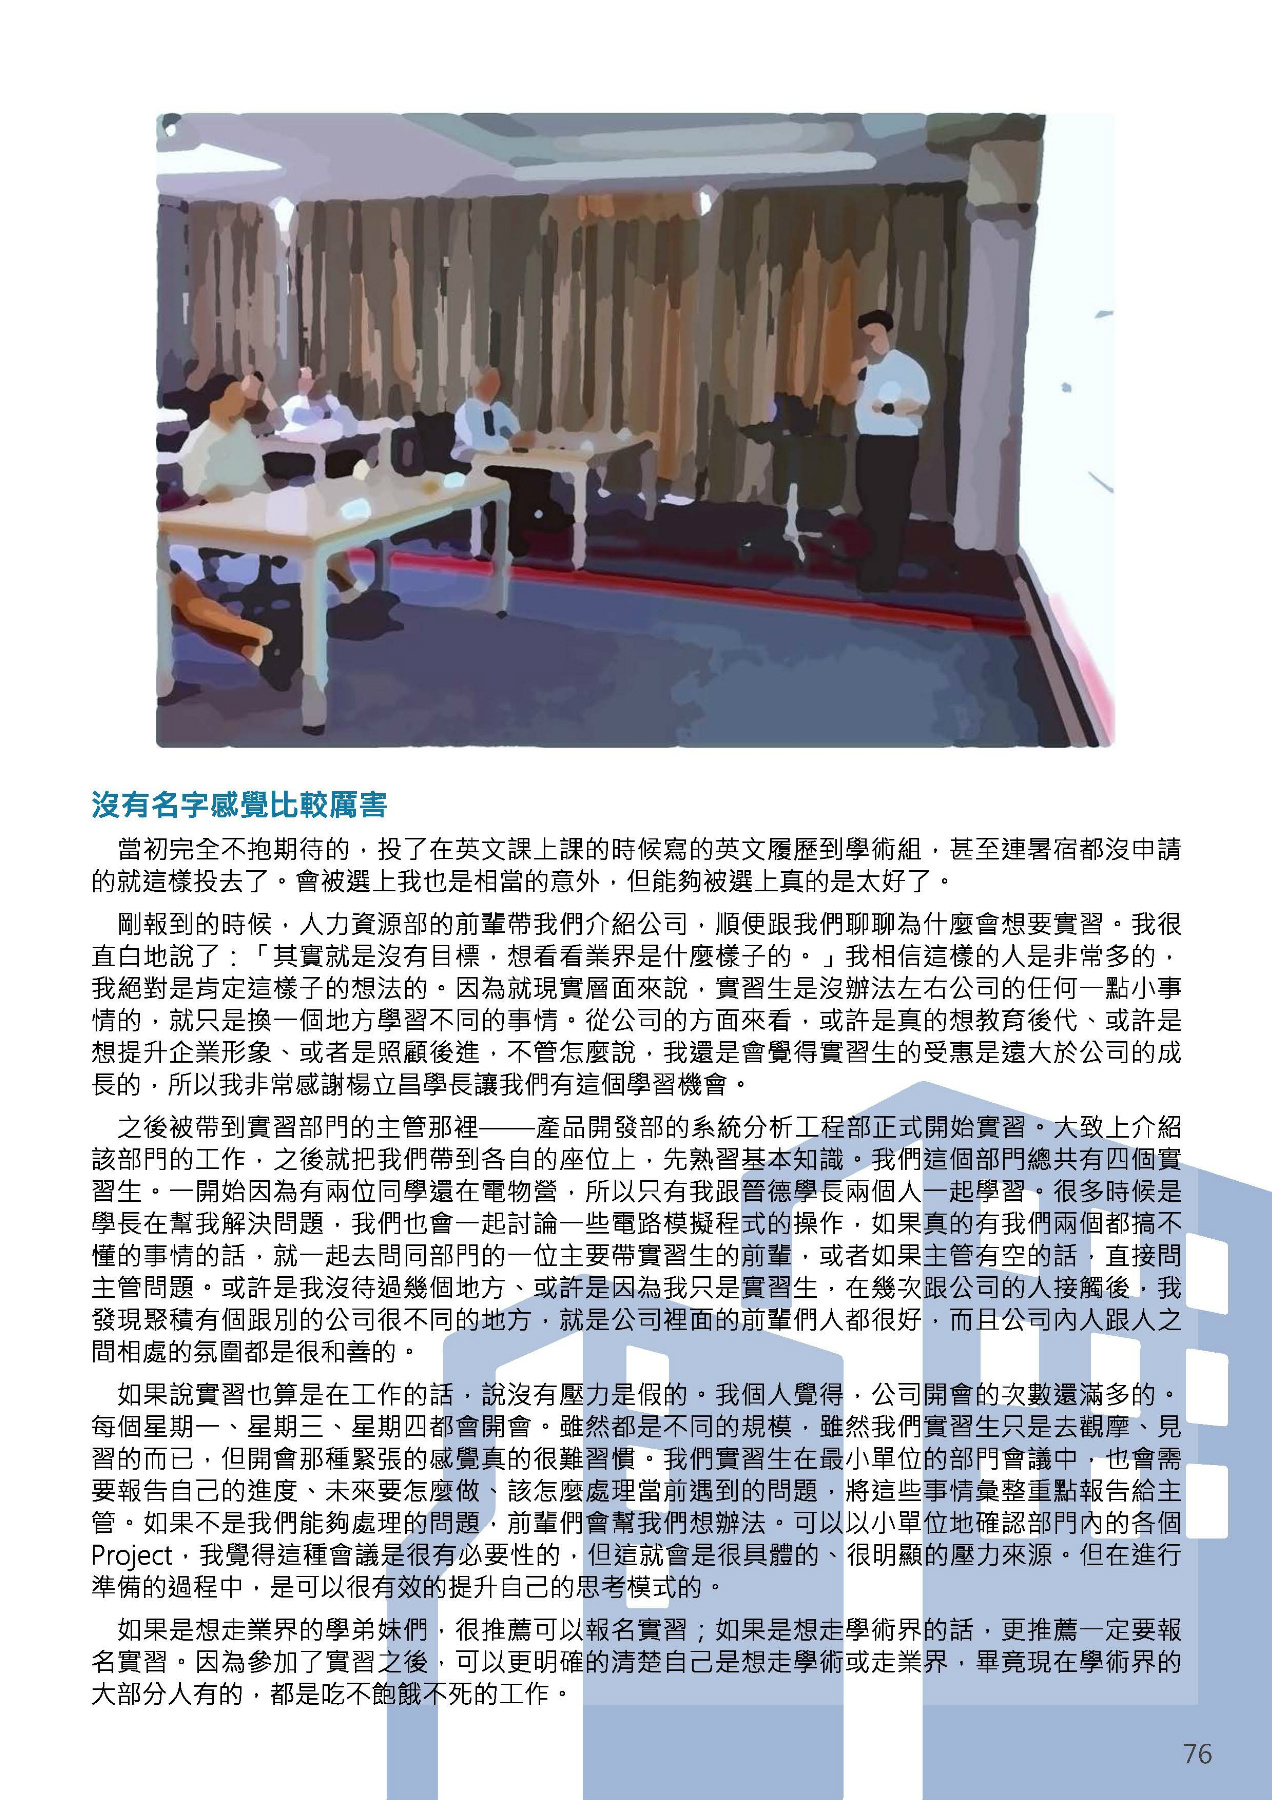 沒有名字感覺比較厲害
當初完全不抱期待的，投了在英文課上課的時候寫的英文履歷到學術組，甚至連暑宿都沒申請
的就這樣投去了。會被選上我也是相當的意外，但能夠被選上真的是太好了。
剛報到的時候，人力資源部的前輩帶我們介紹公司，順便跟我們聊聊為什麼會想要實習。我很
直白地說了：「其實就是沒有目標，想看看業界是什麼樣子的。」我相信這樣的人是非常多的，
我絕對是肯定這樣子的想法的。因為就現實層面來說，實習生是沒辦法左右公司的任何一點小事
情的，就只是換一個地方學習不同的事情。從公司的方面來看，或許是真的想教育後代、或許是
想提升企業形象、或者是照顧後進，不管怎麼說，我還是會覺得實習生的受惠是遠大於公司的成
長的，所以我非常感謝楊立昌學長讓我們有這個學習機會。
之後被帶到實習部門的主管那裡——產品開發部的系統分析工程部正式開始實習。大致上介紹
該部門的工作，之後就把我們帶到各自的座位上，先熟習基本知識。我們這個部門總共有四個實
習生。一開始因為有兩位同學還在電物營，所以只有我跟晉德學長兩個人一起學習。很多時候是
學長在幫我解決問題，我們也會一起討論一些電路模擬程式的操作，如果真的有我們兩個都搞不
懂的事情的話，就一起去問同部門的一位主要帶實習生的前輩，或者如果主管有空的話，直接問
主管問題。或許是我沒待過幾個地方、或許是因為我只是實習生，在幾次跟公司的人接觸後，我
發現聚積有個跟別的公司很不同的地方，就是公司裡面的前輩們人都很好，而且公司內人跟人之
間相處的氛圍都是很和善的。
如果說實習也算是在工作的話，說沒有壓力是假的。我個人覺得，公司開會的次數還滿多的。
每個星期一、星期三、星期四都會開會。雖然都是不同的規模，雖然我們實習生只是去觀摩、見
習的而已，但開會那種緊張的感覺真的很難習慣。我們實習生在最小單位的部門會議中，也會需
要報告自己的進度、未來要怎麼做、該怎麼處理當前遇到的問題，將這些事情彙整重點報告給主
管。如果不是我們能夠處理的問題，前輩們會幫我們想辦法。可以以小單位地確認部門內的各個
Project，我覺得這種會議是很有必要性的，但這就會是很具體的、很明顯的壓力來源。但在進行
準備的過程中，是可以很有效的提升自己的思考模式的。
如果是想走業界的學弟妹們，很推薦可以報名實習；如果是想走學術界的話，更推薦一定要報
名實習。因為參加了實習之後，可以更明確的清楚自己是想走學術或走業界，畢竟現在學術界的
大部分人有的，都是吃不飽餓不死的工作。
76